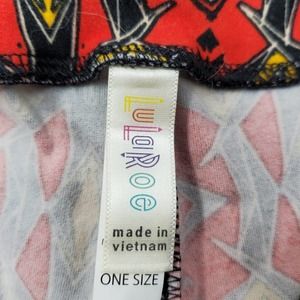 LuLaRoe
made in
vietnam
ONE SIZE